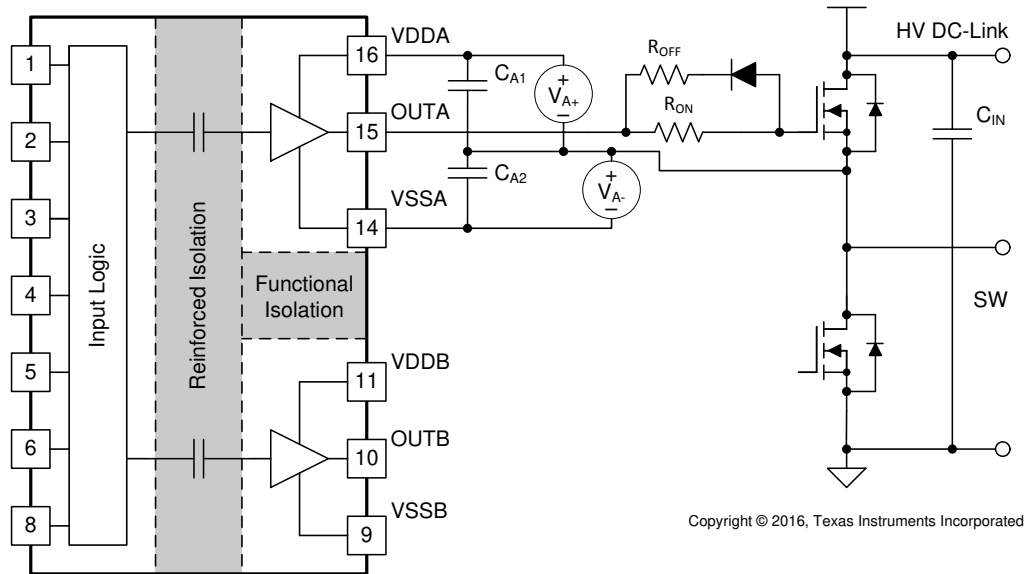 1
2
3
4
5
6
8
Input Logic
Reinforced Isolation
Functional
Isolation
16
15
14
11
10
9
VDDA
OUTA
VSSA
VDDB
OUTB
VSSB
CA1
CA2
+
VA+
–
+
VA-
–
ROFF
RON
HV DC-Link
CIN
SW
Copyright © 2016, Texas Instruments Incorporated